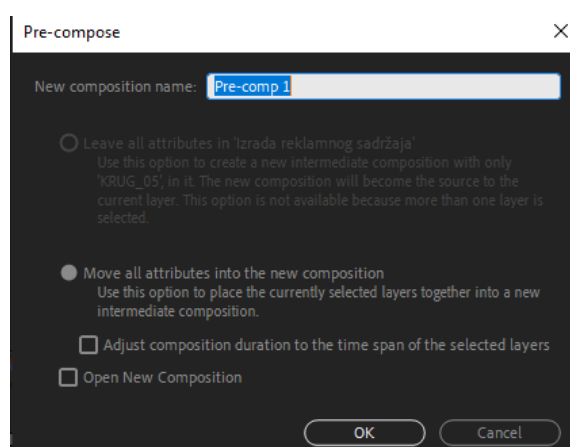 Pre-compose
New composition name: Pre-comp 1
Leave all attributes in 'Izrada reklamnog sadržaja'
Use this option to create a new intermediate composition with only
'KRUG_05', in it. The new composition will become the source to the
current layer. This option is not available because more than one layer is
selected.
Move all attributes into the new composition
Use this option to place the currently selected layers together into a new
intermediate composition.
Adjust composition duration to the time span of the selected layers
Open New Composition
OK
Cancel